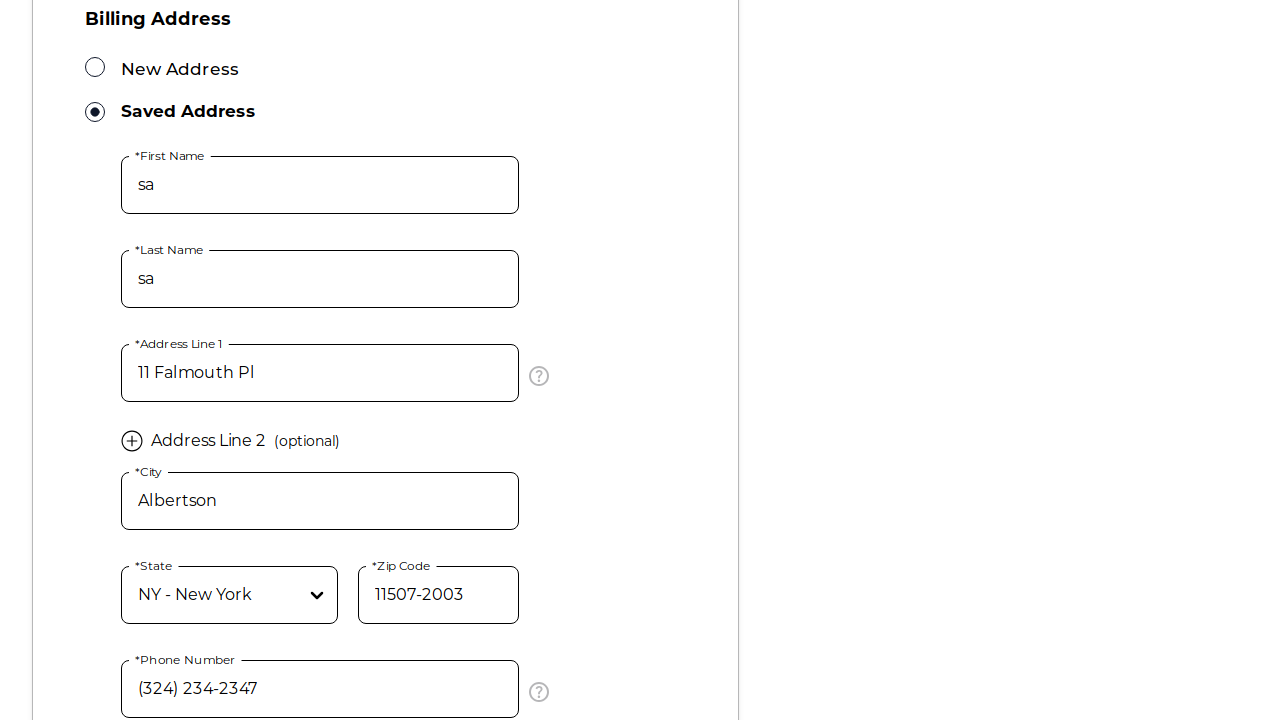 Billing Address
New Address
Saved Address
*First Name
sa
*Last Name
sa
*Address Line 1
11 Falmouth Pl
?
Address Line 2 (optional)
*City
Albertson
*State
NY - New York
*Zip Code
11507-2003
*Phone Number
(324) 234-2347
?